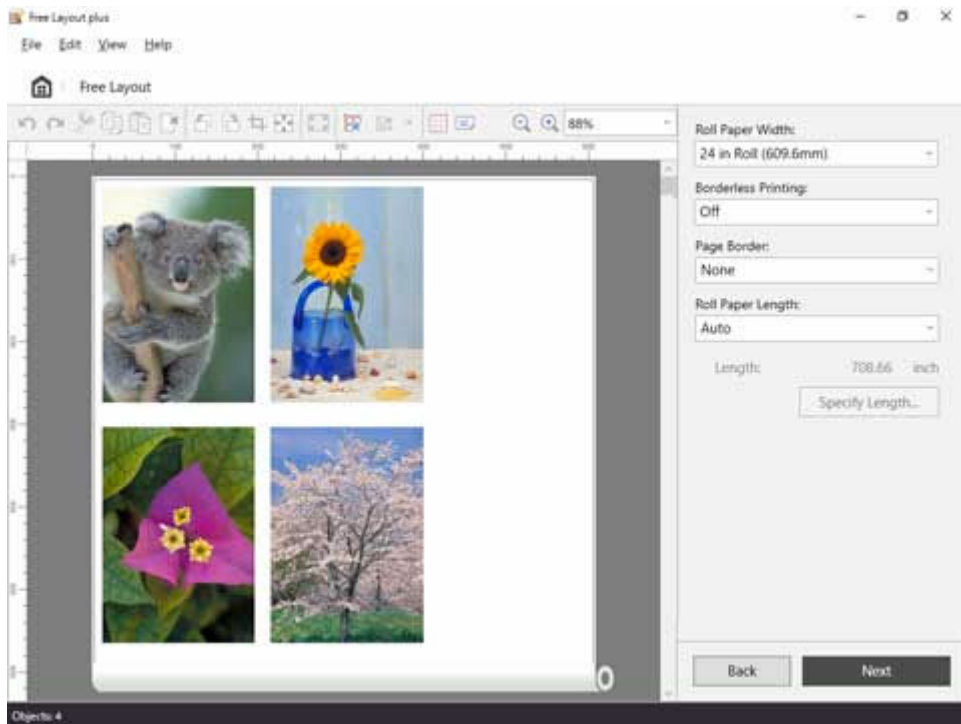 Free Layout plus
File Edit View Help
Free Layout
88%
Roll Paper Width:
24 in Roll (609.6mm)
Borderless Printing:
Off
Page Border:
None
Roll Paper Length:
Auto
Length: 708.66 inch
Specify Length...
Back Next
Objects: 4